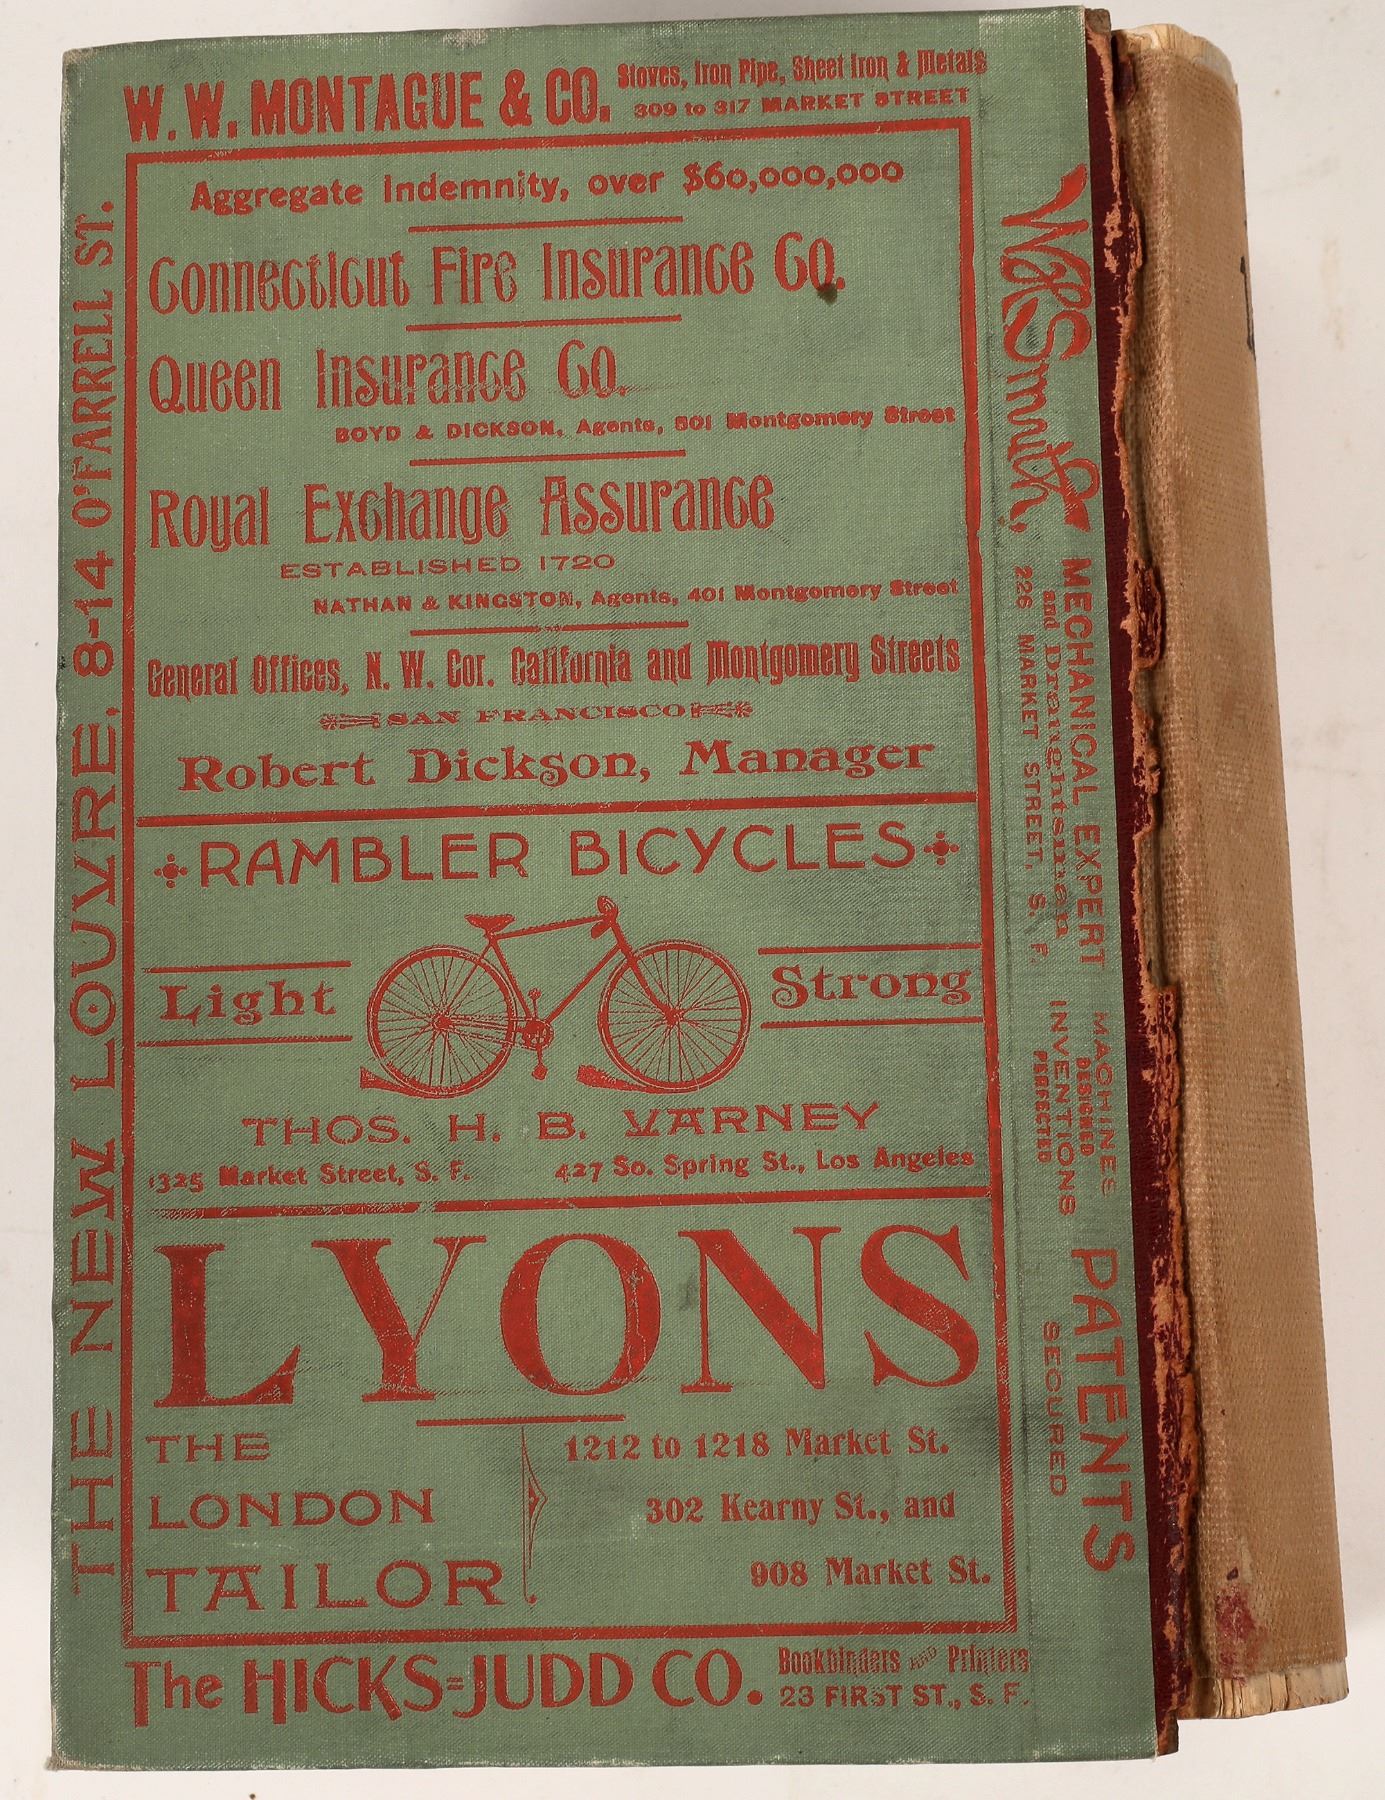 W. W. MONTAGUE & CO.
Stoves, Iron Pipe, Sheet Iron & Metals
309 to 317 MARKET STREET
Aggregate Indemnity, over $60,000,000
Connecticut Fire Insurance Co.
Queen Insurance Co.
BOYD & DICKSON, Agents, 501 Montgomery Street
Royal Exchange Assurance
ESTABLISHED 1720
NATHAN & KINGSTON, Agents, 401 Montgomery Street
General Offices, N. W. Cor. California and Montgomery Streets
SAN FRANCISCO
Robert Dickson, Manager
RAMBLER BICYCLES
Light
Strong
THOS. H. B. VARNEY
1325 Market Street, S. F.
427 So. Spring St., Los Angeles
LYONS
THE
LONDON
TAILOR
1212 to 1218 Market St.
302 Kearny St., and
908 Market St.
The HICKS=JUDD CO.
Bookbinders AND Printers
23 FIRST ST., S. F.
THE NEW LOUVRE, 8-14 O'FARRELL ST.
Smith,
MECHANICAL EXPERT
and Draughtsman
226 MARKET STREET, S. F.
MACHINES
DESIGNED
INVENTIONS
PERFECTED
PATENTS
SECURED